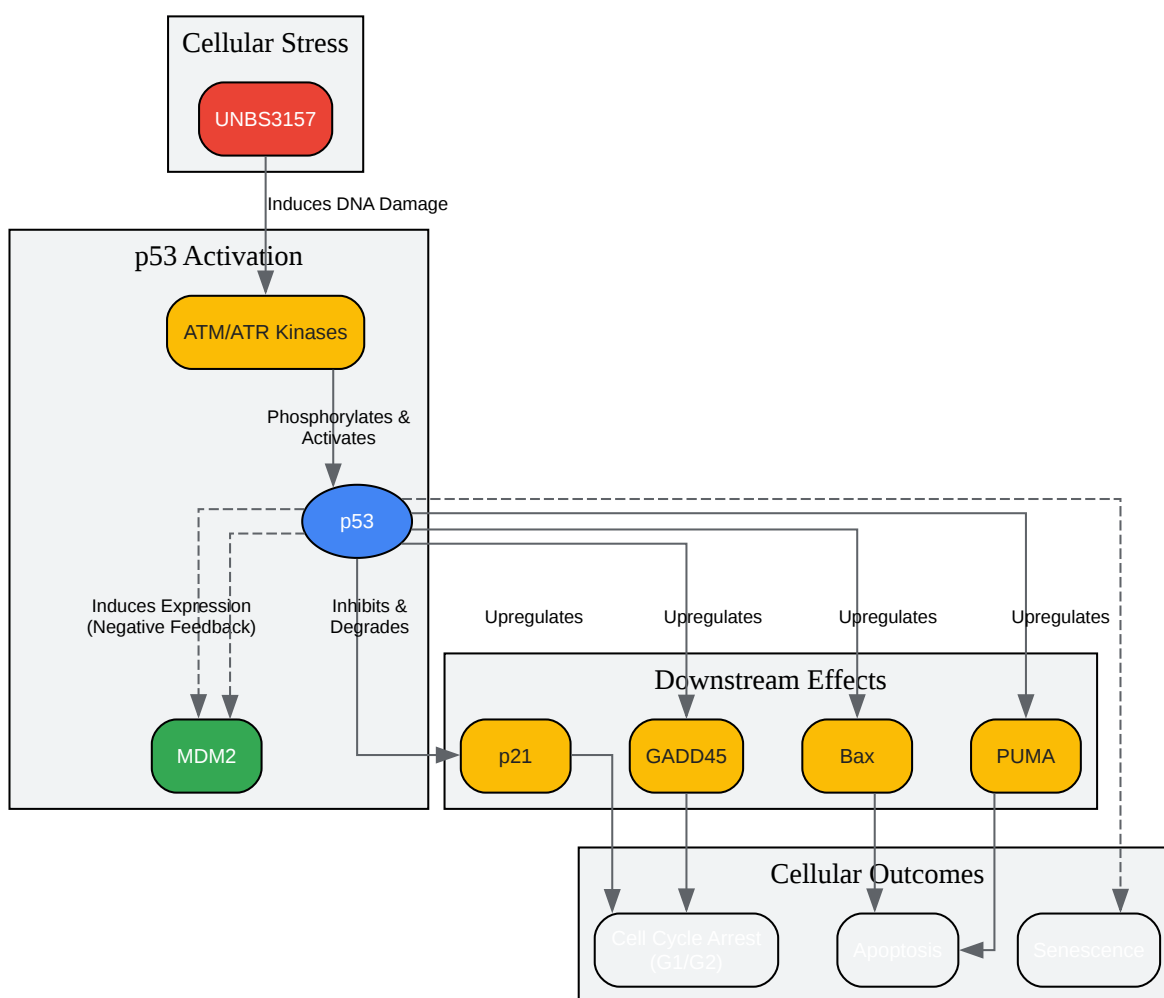 Cellular Stress
UNBS3157
Induces DNA Damage
p53 Activation
ATM/ATR Kinases
Phosphorylates &
Activates
p53
Induces Expression
(Negative Feedback)
Inhibits &
Degrades
Upregulates
Upregulates
Upregulates
Upregulates
Downstream Effects
MDM2
p21
GADD45
Bax
PUMA
Cellular Outcomes
Cell Cycle Arrest
(G1/G2)
Apoptosis
Senescence